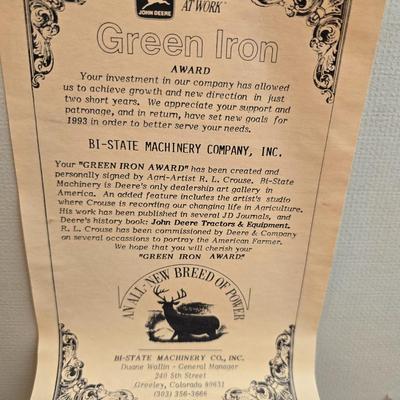 JOHN DEERE
AT WORK
Green Iron
AWARD
Your investment in our company has allowed
us to achieve growth and new direction in just
two short years. We appreciate your support and
patronage, and in return, have set new goals for
1993 in order to better serve your needs.
BI-STATE MACHINERY COMPANY, INC.
Your "GREEN IRON AWARD" has been created and
personally signed by Agri-Artist R. L. Crouse. Bi-State
Machinery is Deere's only dealership art gallery in
America. An added feature includes the artist's studio
where Crouse is recording our changing life in Agriculture.
His work has been published in several JD Journals, and
Deere's history book: John Deere Tractors & Equipment.
R. L. Crouse has been commissioned by Deere & Company
on several occassions to portray the American Farmer.
We hope that you will cherish your
"GREEN IRON AWARD"
AN ALL-NEW BREED OF POWER
BI-STATE MACHINERY CO., INC.
Duane Wallin - General Manager
240 5th Street
Greeley, Colorado 80631
(303) 356-3666